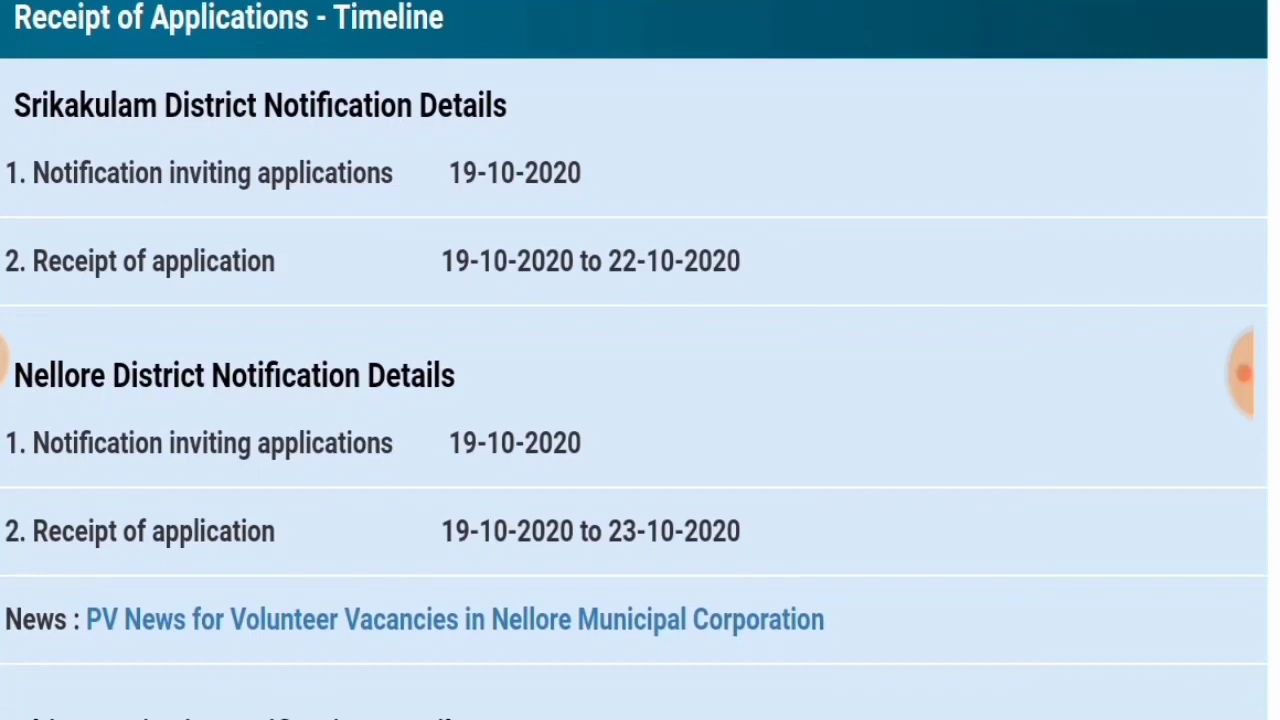 Receipt of Applications - Timeline
Srikakulam District Notification Details
1. Notification inviting applications 19-10-2020
2. Receipt of application 19-10-2020 to 22-10-2020
Nellore District Notification Details
1. Notification inviting applications 19-10-2020
2. Receipt of application 19-10-2020 to 23-10-2020
News : PV News for Volunteer Vacancies in Nellore Municipal Corporation